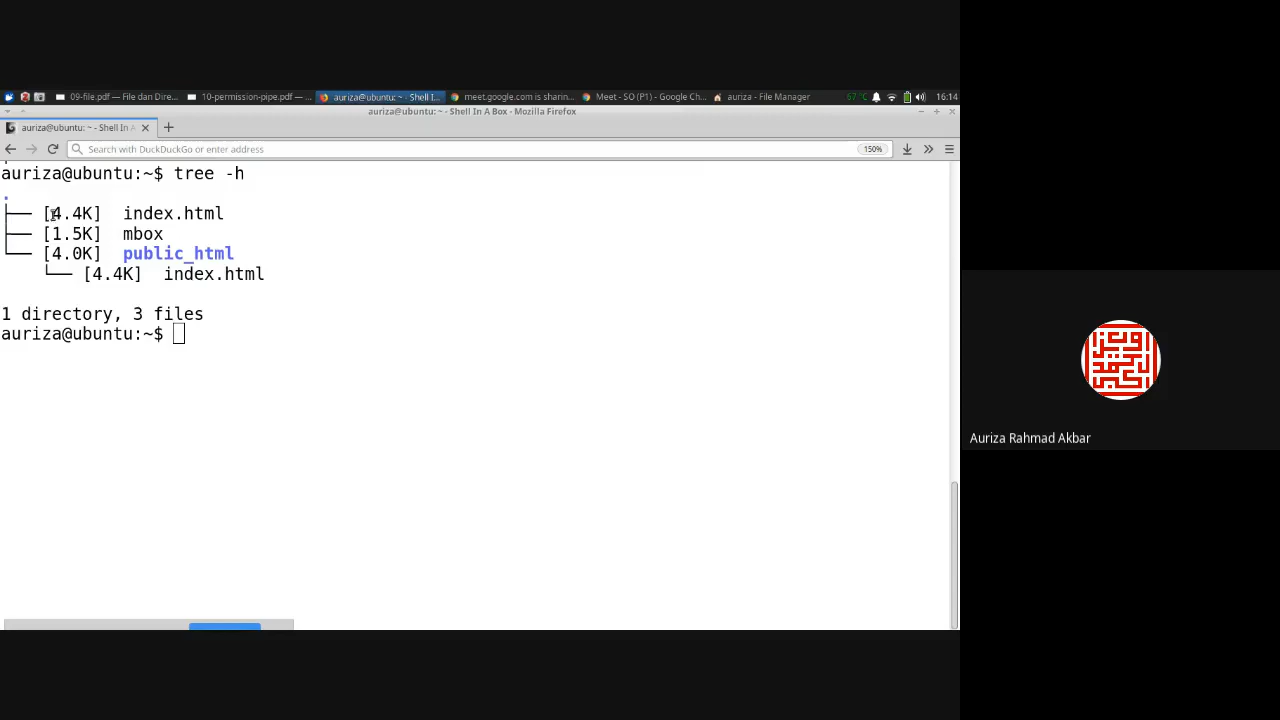 09-file.pdf — File dan Dire...
10-permission-pipe.pdf — ...
auriza@ubuntu: ~ - Shell I...
meet.google.com is sharin...
Meet - SO (P1) - Google Ch...
auriza - File Manager
67 °C
16:14
auriza@ubuntu: ~ - Shell In A Box - Mozilla Firefox
auriza@ubuntu: ~ - Shell In A
Search with DuckDuckGo or enter address
150%
auriza@ubuntu:~$ tree -h
.
├── [4.4K]  index.html
├── [1.5K]  mbox
└── [4.0K]  public_html
    └── [4.4K]  index.html
1 directory, 3 files
auriza@ubuntu:~$
Auriza Rahmad Akbar